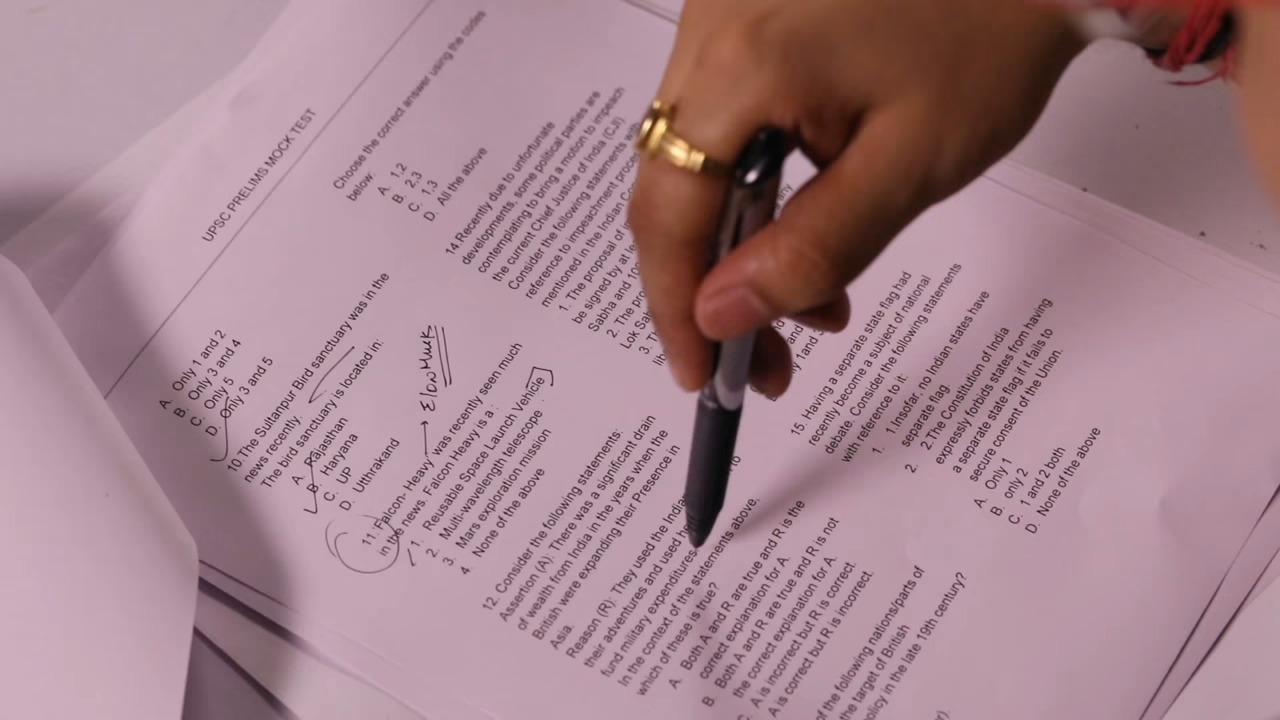 UPSC PRELIMS MOCK TEST
A. Only 1 and 2
B. Only 3 and 4
C. Only 5
D. Only 3 and 5
10 The Sultanpur Bird sanctuary was in the
news recently.
The bird sanctuary is located in:
A. Rajasthan
B. Haryana
C. UP
D. Utthrakand
11. Falcon- Heavy was recently seen much
in the news. Falcon Heavy is a :
1. Reusable Space Launch Vehicle
2. Multi-wavelength telescope
3. Mars exploration mission
4 None of the above
→ Elon Musk
12. Consider the following statements:
Assertion (A): There was a significant drain
of wealth from India in the years when the
British were expanding their Presence in
Asia.
Reason (R): They used the India
their adventures and used
fund military expenditures
In the context of the statements above,
which of these is true?
A. Both A and R are true and R is the
correct explanation for A.
B. Both A and R are true and R is not
the correct explanation for A.
A is incorrect but R is correct.
A is correct but R is incorrect.
of the following nations/parts of
the target of British
policy in the late 19th century?
Choose the correct answer using the codes
below:
A. 1,2
B. 2,3
C. 1,3
D. All the above
14 Recently due to unfortunate
developments, some political parties are
contemplating to bring a motion to impeach
the current Chief Justice of India (CJI)
Consider the following statements
reference to impeachment
mentioned in the Indian
1. The proposal of
be signed by at
Sabha and
2. The
Lok
3.
15. Having a separate state flag had
recently become a subject of national
debate. Consider the following statements
with reference to it:
1. 1.Insofar, no Indian states have
separate flag.
2. 2.The Constitution of India
expressly forbids states from having
a separate state flag if it fails to
secure consent of the Union.
A. Only 1
B. only 2
C. 1 and 2 both
D. None of the above